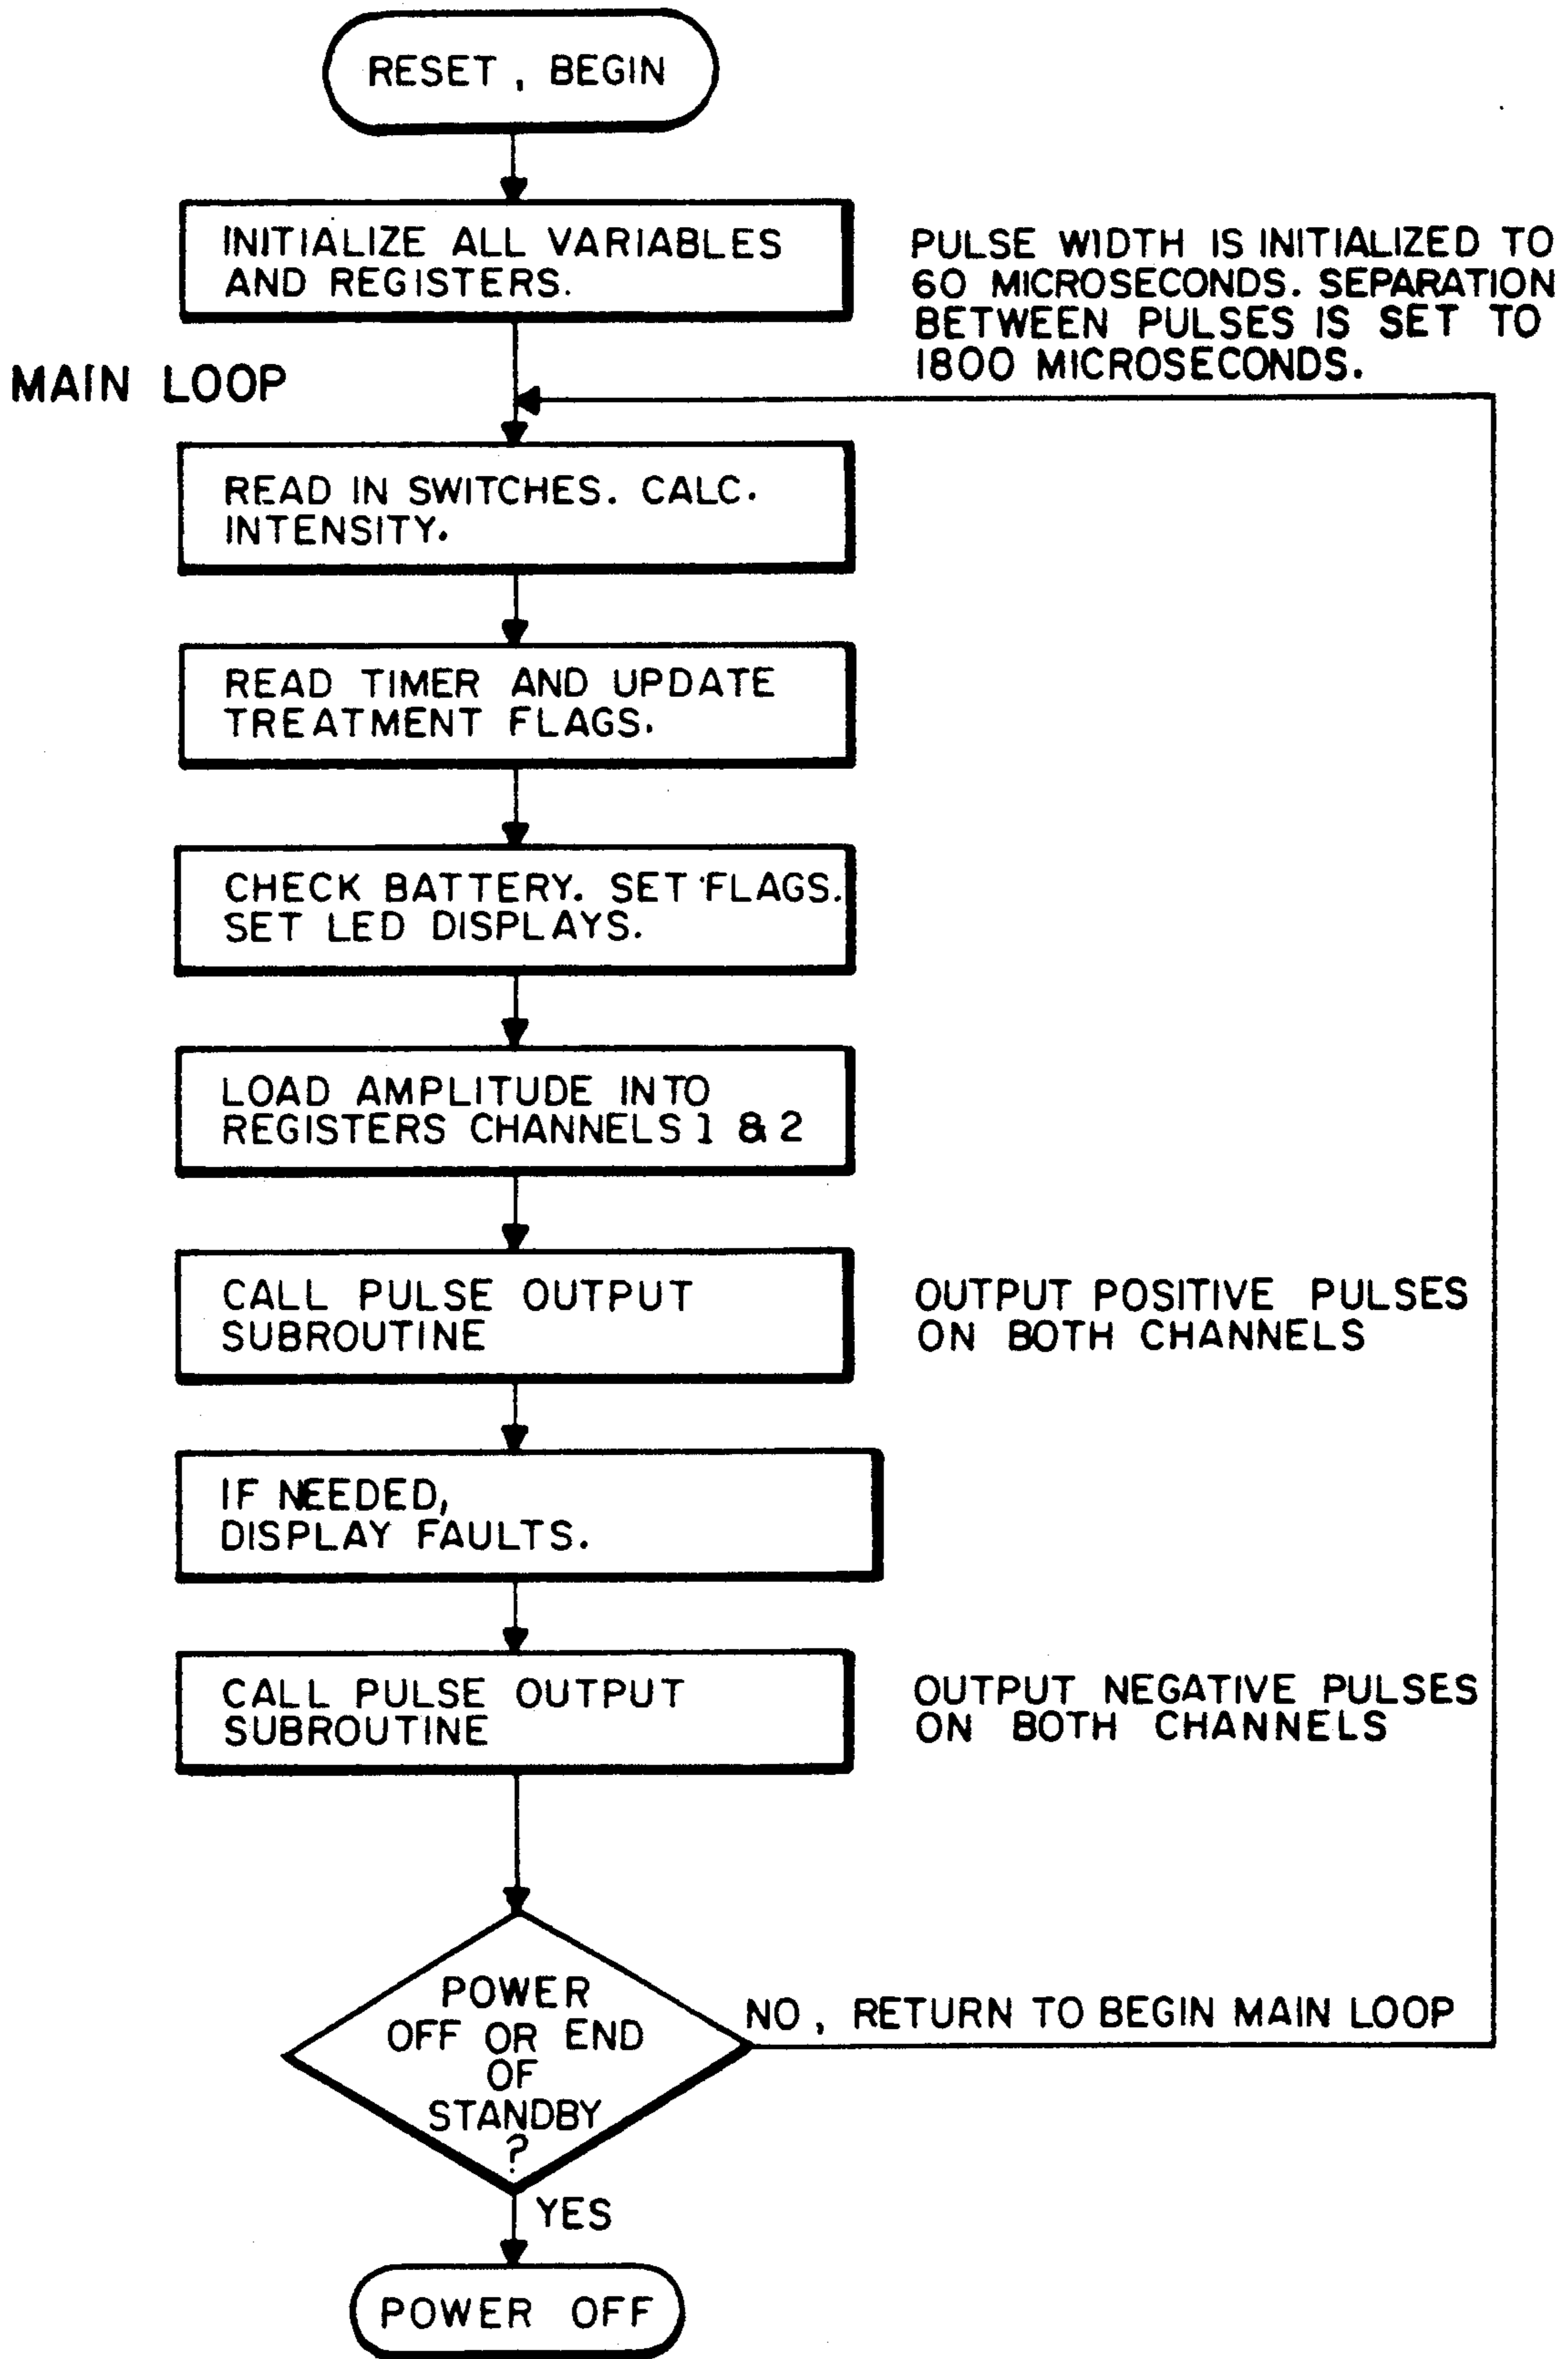 RESET, BEGIN
INITIALIZE ALL VARIABLES
AND REGISTERS.
PULSE WIDTH IS INITIALIZED TO
60 MICROSECONDS. SEPARATION
BETWEEN PULSES IS SET TO
1800 MICROSECONDS.
MAIN LOOP
READ IN SWITCHES. CALC.
INTENSITY.
READ TIMER AND UPDATE
TREATMENT FLAGS.
CHECK BATTERY. SET FLAGS.
SET LED DISPLAYS.
LOAD AMPLITUDE INTO
REGISTERS CHANNELS 1 & 2
CALL PULSE OUTPUT
SUBROUTINE
OUTPUT POSITIVE PULSES
ON BOTH CHANNELS
IF NEEDED,
DISPLAY FAULTS.
CALL PULSE OUTPUT
SUBROUTINE
OUTPUT NEGATIVE PULSES
ON BOTH CHANNELS
POWER
OFF OR END
OF
STANDBY
?
NO, RETURN TO BEGIN MAIN LOOP
YES
POWER OFF